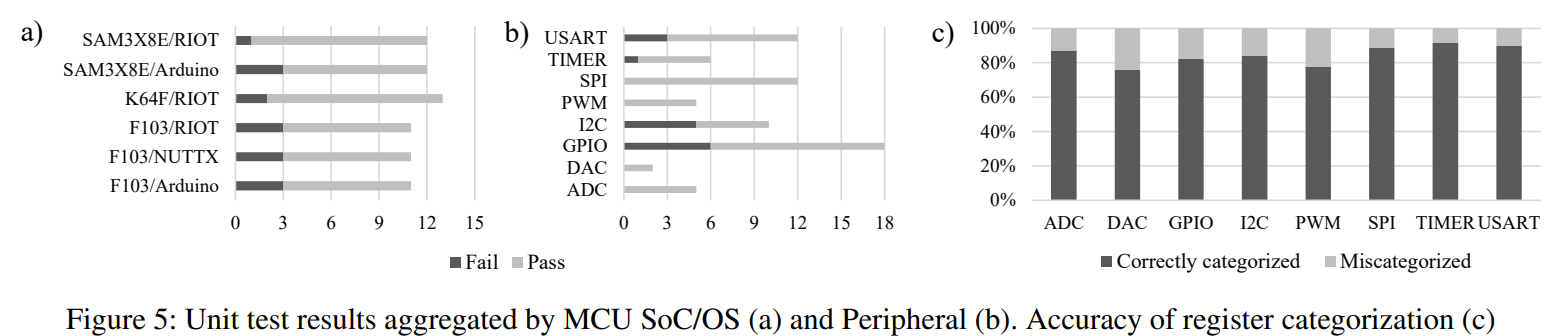 a)
SAM3X8E/RIOT
SAM3X8E/Arduino
K64F/RIOT
F103/RIOT
F103/NUTTX
F103/Arduino
0 3 6 9 12 15
b)
USART
TIMER
SPI
PWM
I2C
GPIO
DAC
ADC
0 3 6 9 12 15 18
Fail Pass
c)
100%
80%
60%
40%
20%
0%
ADC DAC GPIO I2C PWM SPI TIMER USART
Correctly categorized Miscategorized
Figure 5: Unit test results aggregated by MCU SoC/OS (a) and Peripheral (b). Accuracy of register categorization (c)